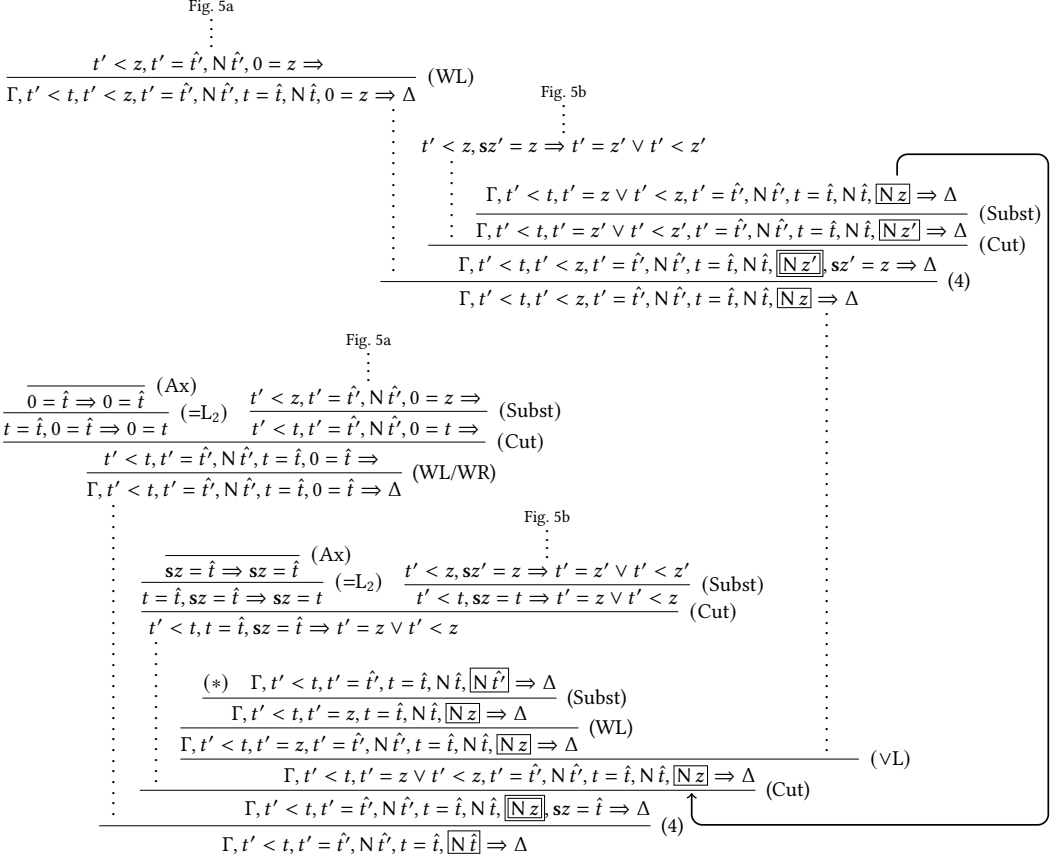 Fig. 5a
t′ < z, t′ = t̂′, N t̂′, 0 = z ⇒
(WL)
Γ, t′ < t, t′ < z, t′ = t̂′, N t̂′, t = t̂, N t̂, 0 = z ⇒ Δ
Fig. 5b
t′ < z, sz′ = z ⇒ t′ = z′ ∨ t′ < z′
Γ, t′ < t, t′ = z ∨ t′ < z, t′ = t̂′, N t̂′, t = t̂, N t̂, N z ⇒ Δ
(Subst)
Γ, t′ < t, t′ = z′ ∨ t′ < z′, t′ = t̂′, N t̂′, t = t̂, N t̂, N z′ ⇒ Δ
(Cut)
Γ, t′ < t, t′ < z, t′ = t̂′, N t̂′, t = t̂, N t̂, N z′, sz′ = z ⇒ Δ
(4)
Γ, t′ < t, t′ < z, t′ = t̂′, N t̂′, t = t̂, N t̂, N z ⇒ Δ
Fig. 5a
(Ax)
0 = t̂ ⇒ 0 = t̂
(=L₂)
t′ < z, t′ = t̂′, N t̂′, 0 = z ⇒
(Subst)
t = t̂, 0 = t̂ ⇒ 0 = t
t′ < t, t′ = t̂′, N t̂′, 0 = t ⇒
(Cut)
t′ < t, t′ = t̂′, N t̂′, t = t̂, 0 = t̂ ⇒
(WL/WR)
Γ, t′ < t, t′ = t̂′, N t̂′, t = t̂, 0 = t̂ ⇒ Δ
Fig. 5b
(Ax)
sz = t̂ ⇒ sz = t̂
(=L₂)
t′ < z, sz′ = z ⇒ t′ = z′ ∨ t′ < z′
(Subst)
t = t̂, sz = t̂ ⇒ sz = t
t′ < t, sz = t ⇒ t′ = z ∨ t′ < z
(Cut)
t′ < t, t = t̂, sz = t̂ ⇒ t′ = z ∨ t′ < z
(∗) Γ, t′ < t, t′ = t̂′, t = t̂, N t̂, N t̂′ ⇒ Δ
(Subst)
Γ, t′ < t, t′ = z, t = t̂, N t̂, N z ⇒ Δ
(WL)
Γ, t′ < t, t′ = z, t′ = t̂′, N t̂′, t = t̂, N t̂, N z ⇒ Δ
(∨L)
Γ, t′ < t, t′ = z ∨ t′ < z, t′ = t̂′, N t̂′, t = t̂, N t̂, N z ⇒ Δ
(Cut)
Γ, t′ < t, t′ = t̂′, N t̂′, t = t̂, N t̂, N z, sz = t̂ ⇒ Δ
(4)
Γ, t′ < t, t′ = t̂′, N t̂′, t = t̂, N t̂ ⇒ Δ